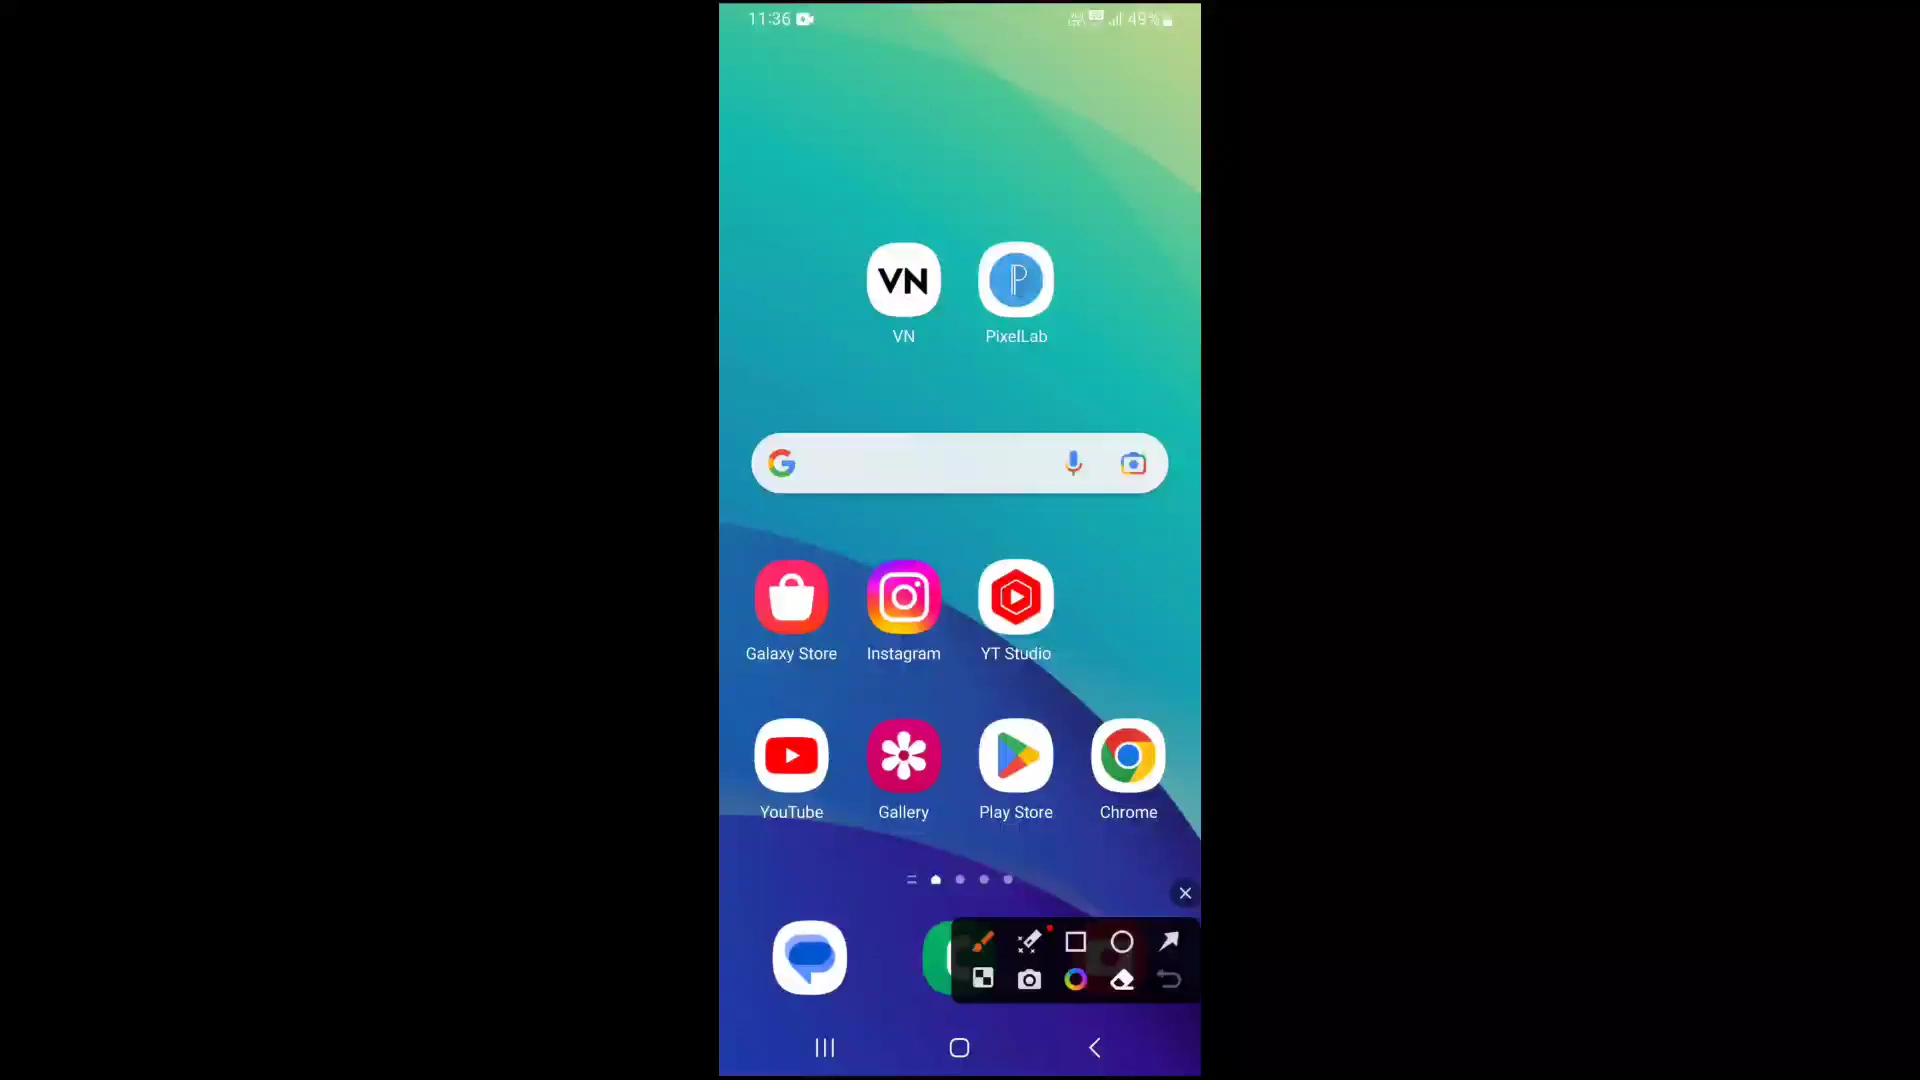 11:36 49%
VN
VN PixelLab
Galaxy Store Instagram YT Studio
YouTube Gallery Play Store Chrome